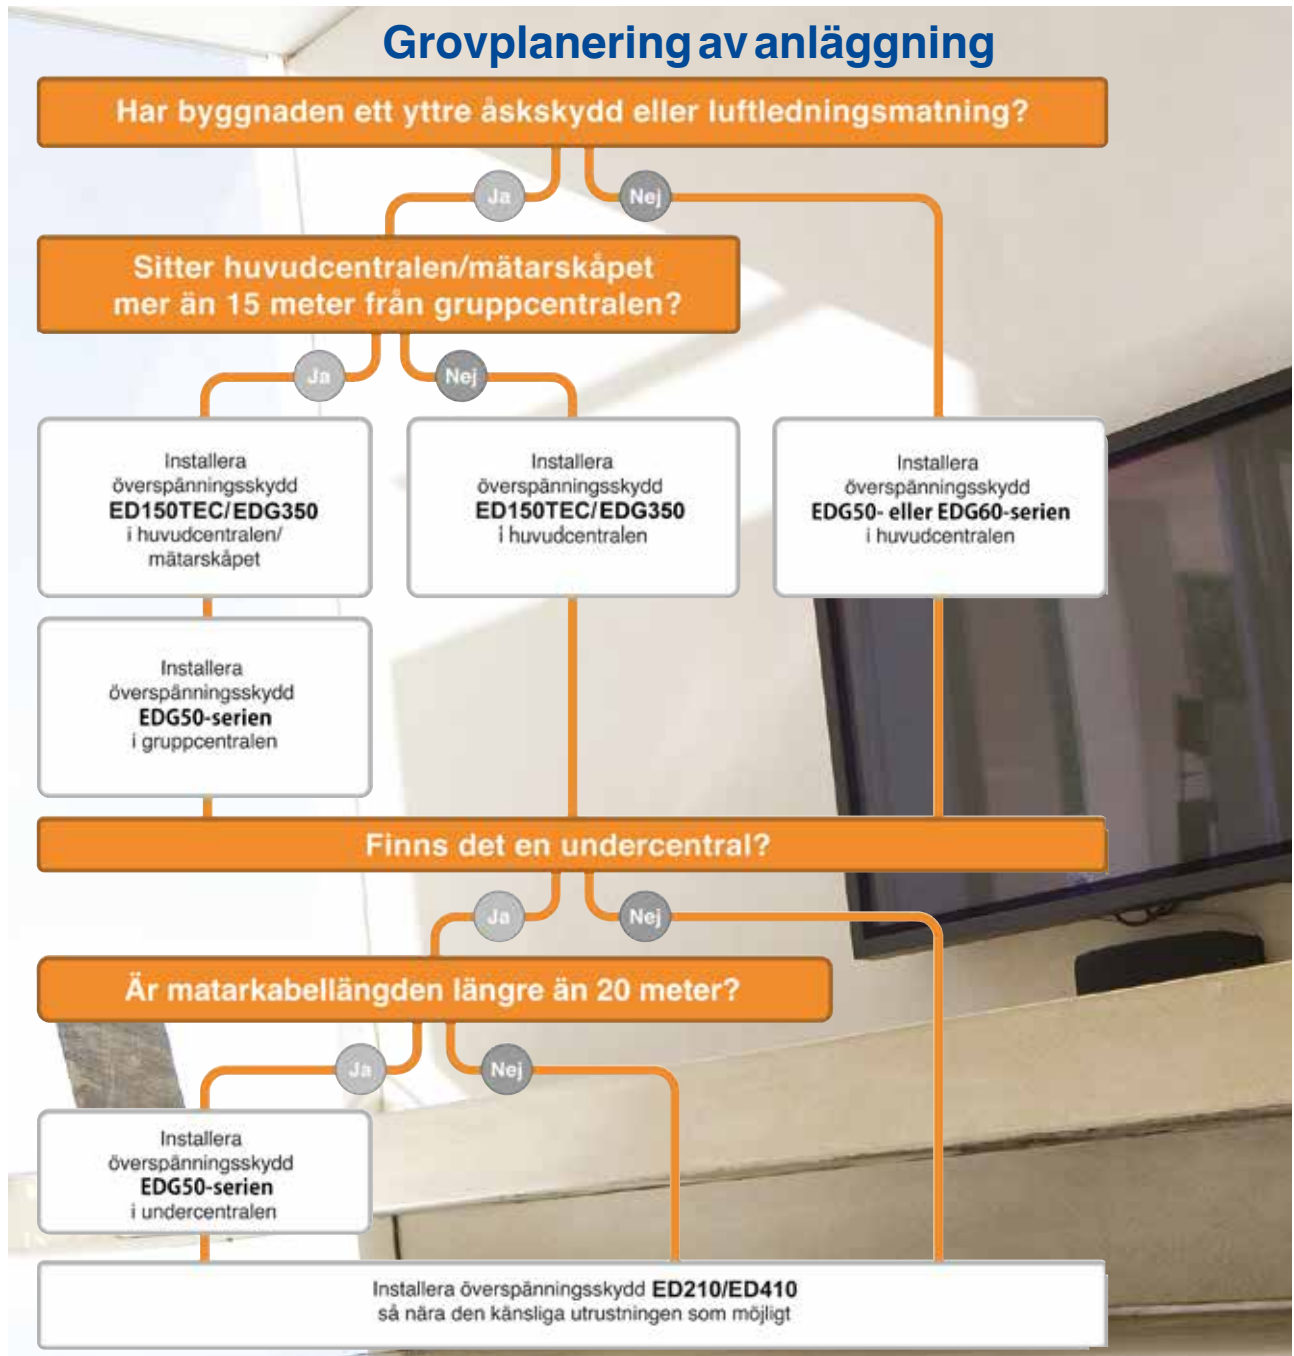 Grovplanering av anläggning
Har byggnaden ett yttre åskskydd eller luftledningsmatning?
Ja
Nej
Sitter huvudcentralen/mätarskåpet
mer än 15 meter från gruppcentralen?
Ja
Nej
Installera
överspänningsskydd
ED150TEC/EDG350
i huvudcentralen/
mätarskåpet
Installera
överspänningsskydd
ED150TEC/EDG350
i huvudcentralen
Installera
överspänningsskydd
EDG50- eller EDG60-serien
i huvudcentralen
Installera
överspänningsskydd
EDG50-serien
i gruppcentralen
Finns det en undercentral?
Ja
Nej
Är matarkabellängden längre än 20 meter?
Ja
Nej
Installera
överspänningsskydd
EDG50-serien
i undercentralen
Installera överspänningsskydd ED210/ED410
så nära den känsliga utrustningen som möjligt